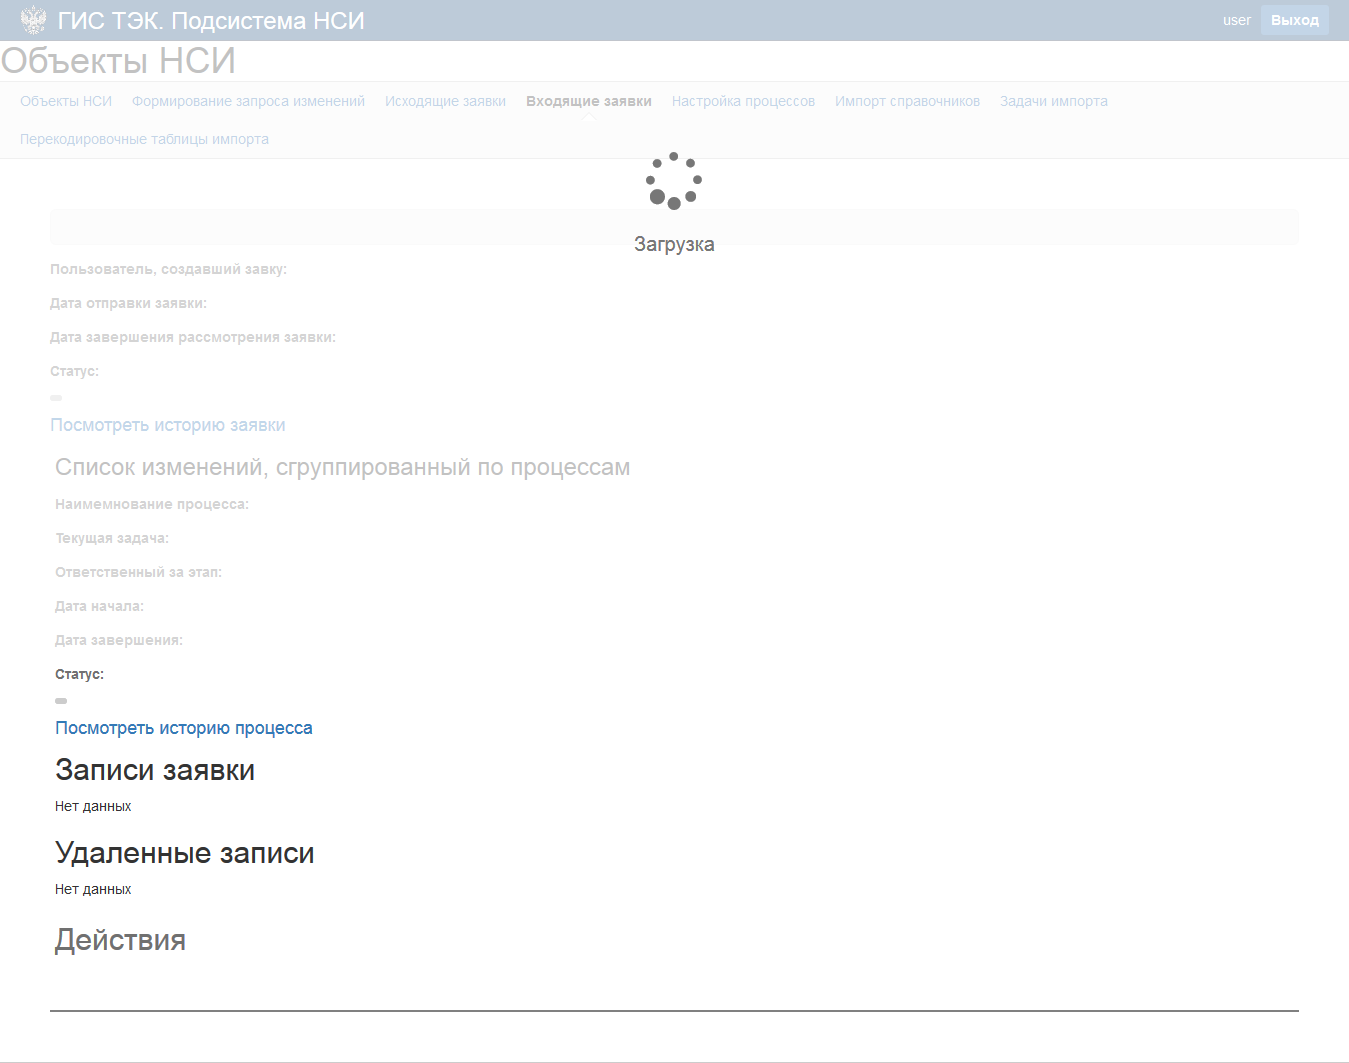 ГИС ТЭК. Подсистема НСИ
user Выход
Объекты НСИ
Объекты НСИ Формирование запроса изменений Исходящие заявки Входящие заявки Настройка процессов Импорт справочников Задачи импорта
Перекодировочные таблицы импорта
Загрузка
Пользователь, создавший завку:
Дата отправки заявки:
Дата завершения рассмотрения заявки:
Статус:
Посмотреть историю заявки
Список изменений, сгруппированный по процессам
Наимемнование процесса:
Текущая задача:
Ответственный за этап:
Дата начала:
Дата завершения:
Статус:
Посмотреть историю процесса
Записи заявки
Нет данных
Удаленные записи
Нет данных
Действия